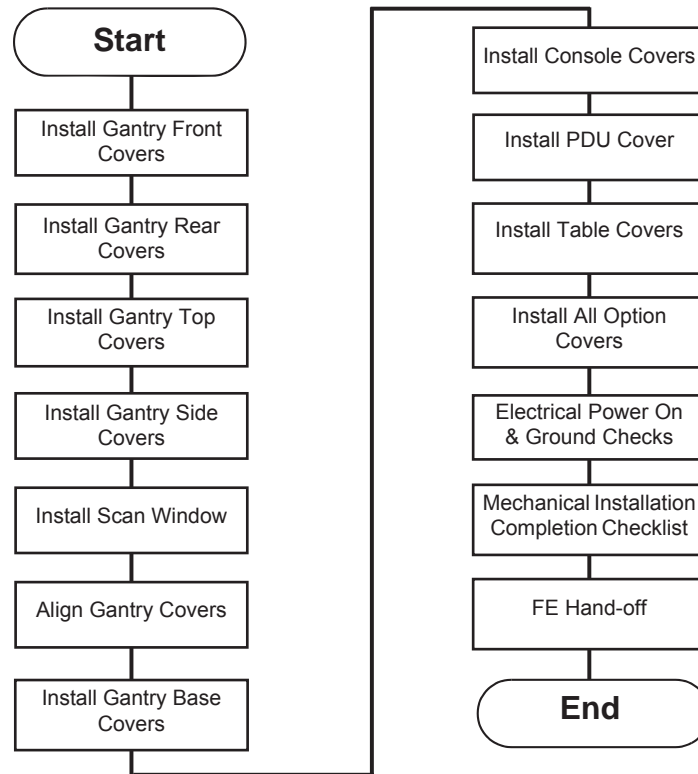 Start
Install Gantry Front
Covers
Install Gantry Rear
Covers
Install Gantry Top
Covers
Install Gantry Side
Covers
Install Scan Window
Align Gantry Covers
Install Gantry Base
Covers
Install Console Covers
Install PDU Cover
Install Table Covers
Install All Option
Covers
Electrical Power On
& Ground Checks
Mechanical Installation
Completion Checklist
FE Hand-off
End